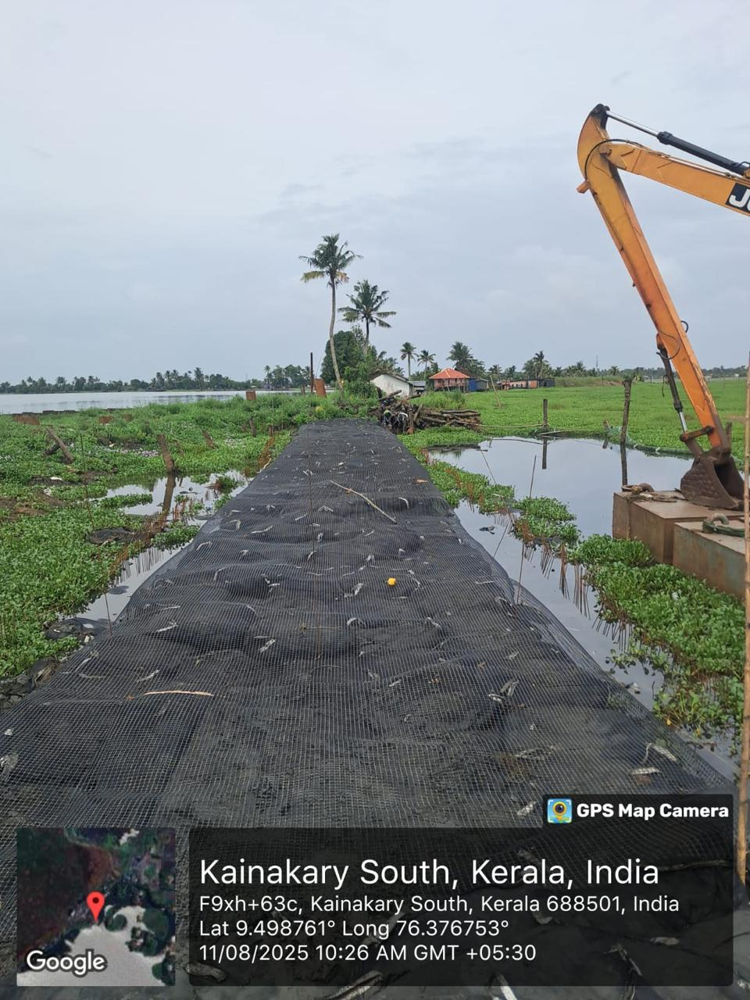 GPS Map Camera
Kainakary South, Kerala, India
F9xh+63c, Kainakary South, Kerala 688501, India
Lat 9.498761° Long 76.376753°
11/08/2025 10:26 AM GMT +05:30
Google